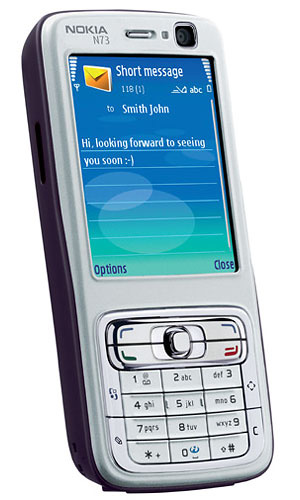 NOKIA
N73
Short message
118 (1) abc
to Smith John
Hi, looking forward to seeing
you soon :-)
Options Close
1 2 abc def 3
4 ghi 5 jkl mno 6
7 pqrs 8 tuv wxyz 9
* + 0 #
C